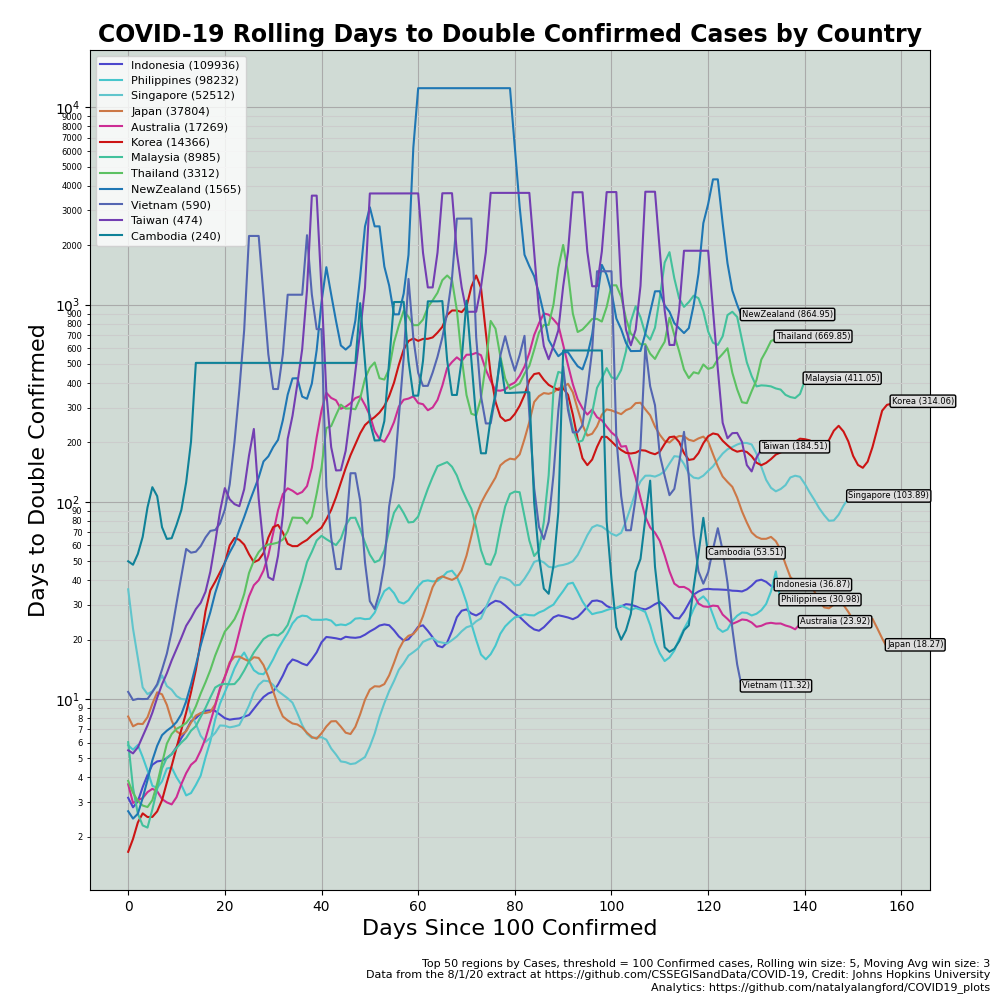 COVID-19 Rolling Days to Double Confirmed Cases by Country
Indonesia (109936)
Philippines (98232)
Singapore (52512)
Japan (37804)
Australia (17269)
Korea (14366)
Malaysia (8985)
Thailand (3312)
NewZealand (1565)
Vietnam (590)
Taiwan (474)
Cambodia (240)
Days to Double Confirmed
10^4
9000
8000
7000
6000
5000
4000
3000
2000
10^3
900
800
700
600
500
400
300
200
10^2
90
80
70
60
50
40
30
20
10^1
9
8
7
6
5
4
3
2
NewZealand (864.95)
Thailand (669.85)
Malaysia (411.05)
Korea (314.06)
Taiwan (184.51)
Singapore (103.89)
Cambodia (53.51)
Indonesia (36.87)
Philippines (30.98)
Australia (23.92)
Japan (18.27)
Vietnam (11.32)
0 20 40 60 80 100 120 140 160
Days Since 100 Confirmed
Top 50 regions by Cases, threshold = 100 Confirmed cases, Rolling win size: 5, Moving Avg win size: 3
Data from the 8/1/20 extract at https://github.com/CSSEGISandData/COVID-19, Credit: Johns Hopkins University
Analytics: https://github.com/natalyalangford/COVID19_plots